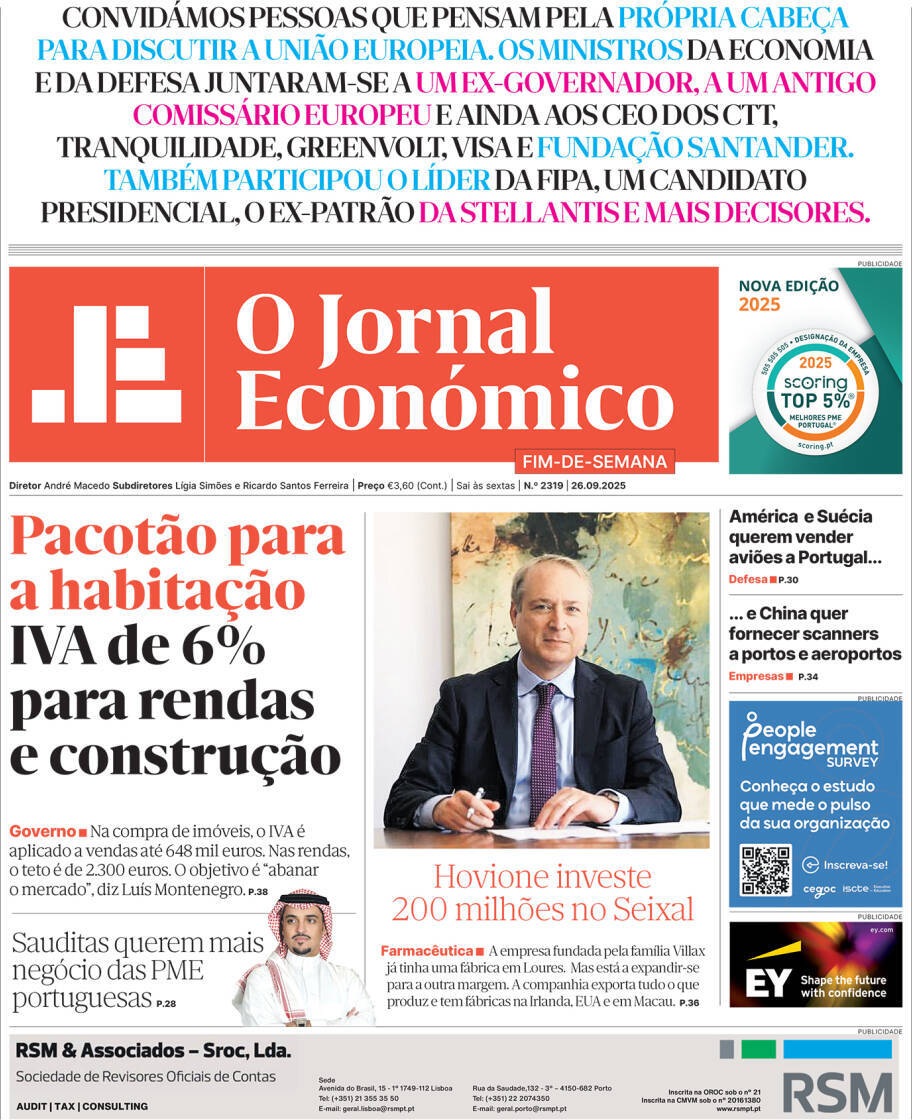 CONVIDÁMOS PESSOAS QUE PENSAM PELA PRÓPRIA CABEÇA
PARA DISCUTIR A UNIÃO EUROPEIA. OS MINISTROS DA ECONOMIA
E DA DEFESA JUNTARAM-SE A UM EX-GOVERNADOR, A UM ANTIGO
COMISSÁRIO EUROPEU E AINDA AOS CEO DOS CTT,
TRANQUILIDADE, GREENVOLT, VISA E FUNDAÇÃO SANTANDER.
TAMBÉM PARTICIPOU O LÍDER DA FIPA, UM CANDIDATO
PRESIDENCIAL, O EX-PATRÃO DA STELLANTIS E MAIS DECISORES.
PUBLICIDADE
O Jornal
Económico
FIM-DE-SEMANA
NOVA EDIÇÃO
2025
505 505 505 • DESIGNAÇÃO DA EMPRESA
2025
scoring
TOP 5%®
MELHORES PME
PORTUGAL®
scoring.pt
Diretor André Macedo Subdiretores Lígia Simões e Ricardo Santos Ferreira | Preço €3,60 (Cont.) | Sai às sextas | N.º 2319 | 26.09.2025
Pacotão para
a habitação
IVA de 6%
para rendas
e construção
Governo ■ Na compra de imóveis, o IVA é
aplicado a vendas até 648 mil euros. Nas rendas,
o teto é de 2.300 euros. O objetivo é “abanar
o mercado”, diz Luís Montenegro. P.38
Sauditas querem mais
negócio das PME
portuguesas P.28
Hovione investe
200 milhões no Seixal
Farmacêutica ■ A empresa fundada pela família Villax
já tinha uma fábrica em Loures. Mas está a expandir-se
para a outra margem. A companhia exporta tudo o que
produz e tem fábricas na Irlanda, EUA e em Macau. P.36
América e Suécia
querem vender
aviões a Portugal...
Defesa ■ P.30
... e China quer
fornecer scanners
a portos e aeroportos
Empresas ■ P.34
PUBLICIDADE
People
engagement
SURVEY
Conheça o estudo
que mede o pulso
da sua organização
Inscreva-se!
cegoc iscte Executive Education
PUBLICIDADE
ey.com
EY
Shape the future
with confidence
PUBLICIDADE
RSM & Associados – Sroc, Lda.
Sociedade de Revisores Oficiais de Contas
AUDIT | TAX | CONSULTING
Sede
Avenida do Brasil, 15 - 1º 1749-112 Lisboa
Tel: (+351) 21 355 35 50
E-mail: geral.lisboa@rsmpt.pt
Rua da Saudade,132 - 3º – 4150-682 Porto
Tel: (+351) 22 2074350
E-mail: geral.porto@rsmpt.pt
Inscrita na OROC sob o nº 21
Inscrita na CMVM sob o nº 20161380
www.rsmpt.pt
RSM